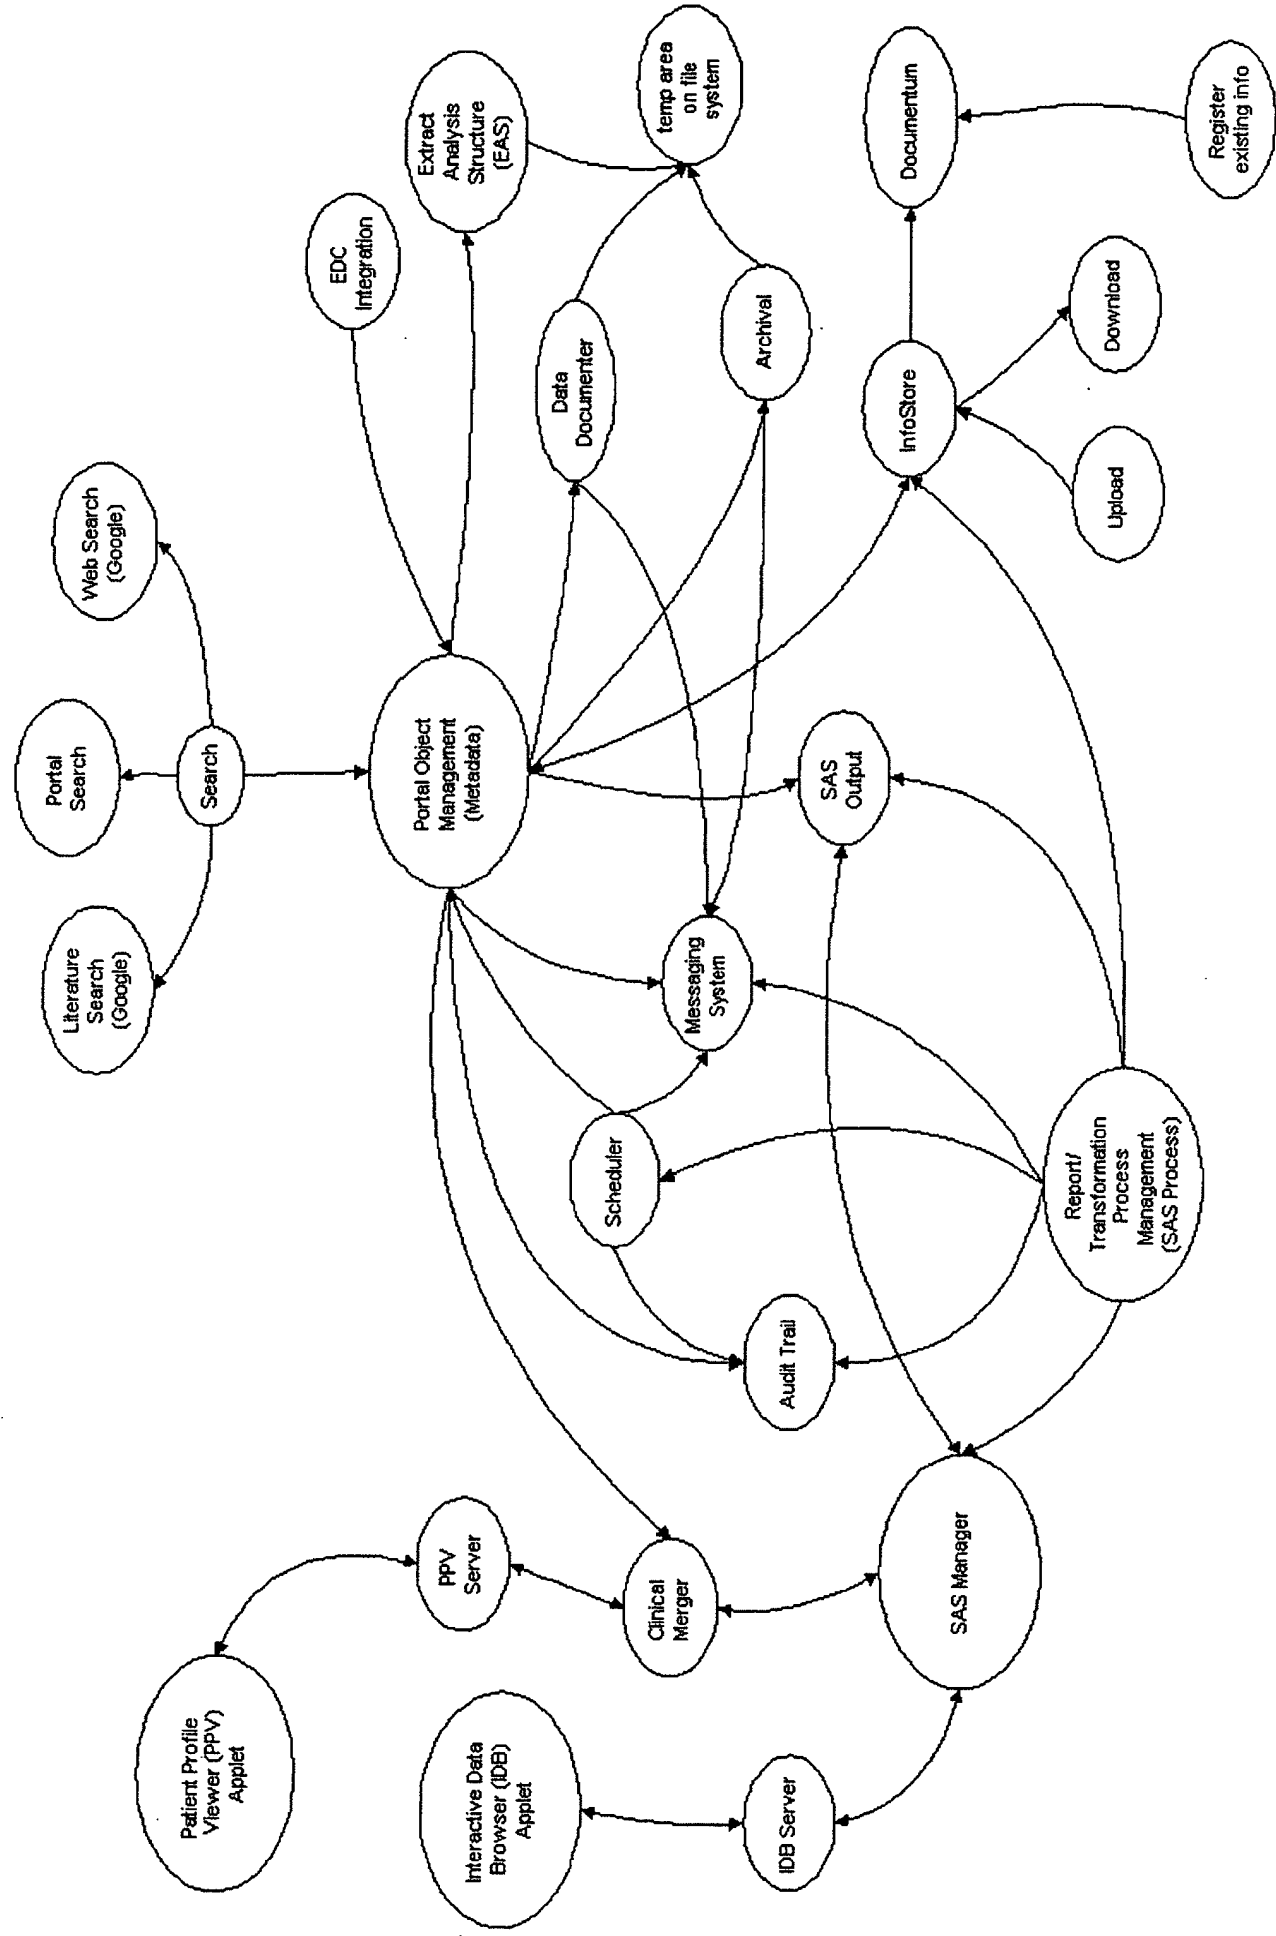 Literature
Search
(Google)
Portal
Search
Web Search
(Google)
Search
Patient Profile
Viewer (PPV)
Applet
PPV
Server
Portal Object
Management
(Metadata)
EDC
Integration
Extract
Analysis
Structure
(EAS)
Interactive Data
Browser (IDB)
Applet
Clinical
Merger
Scheduler
Messaging
System
Data
Documenter
temp area
on file
system
IDB Server
Audit Trail
SAS
Output
Archival
SAS Manager
Report/
Transformation
Process
Management
(SAS Process)
InfoStore
Documentum
Upload
Download
Register
existing info